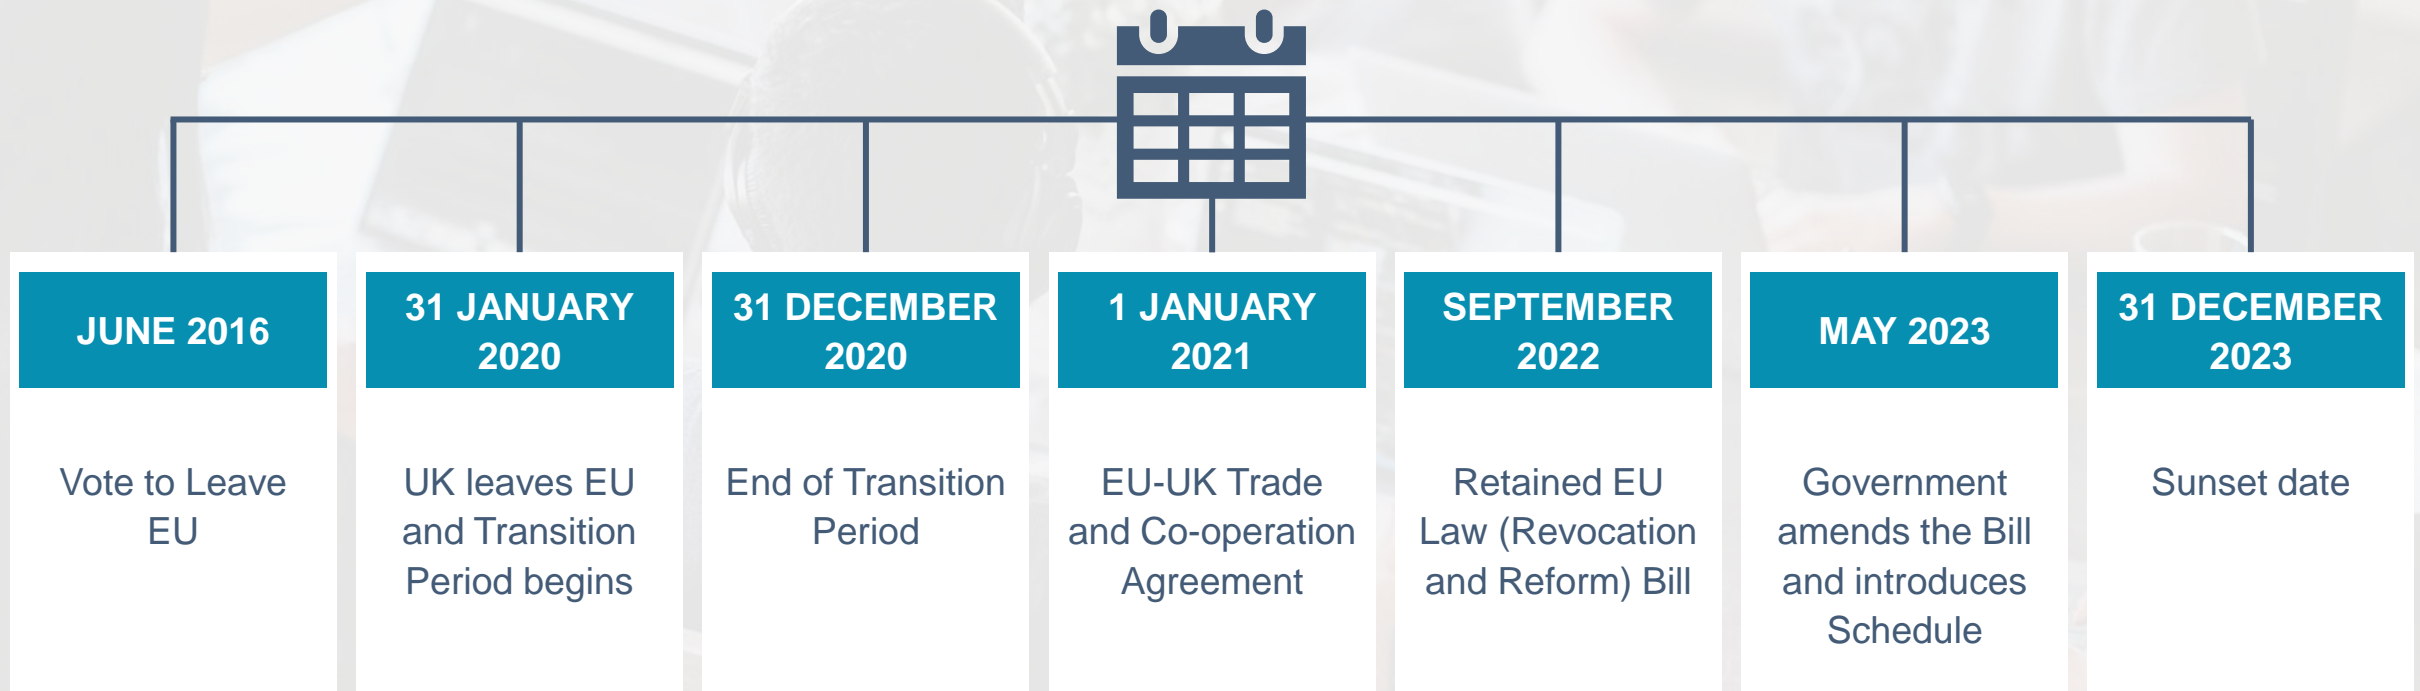 JUNE 2016
Vote to Leave
EU
31 JANUARY
2020
UK leaves EU
and Transition
Period begins
31 DECEMBER
2020
End of Transition
Period
1 JANUARY
2021
EU-UK Trade
and Co-operation
Agreement
SEPTEMBER
2022
Retained EU
Law (Revocation
and Reform) Bill
MAY 2023
Government
amends the Bill
and introduces
Schedule
31 DECEMBER
2023
Sunset date